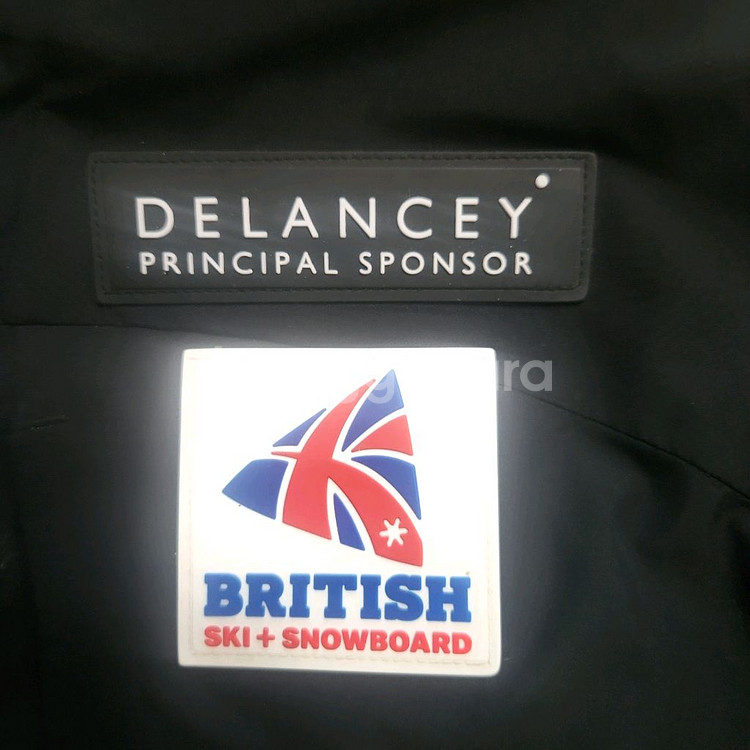 DELANCEY
PRINCIPAL SPONSOR
BRITISH
SKI + SNOWBOARD